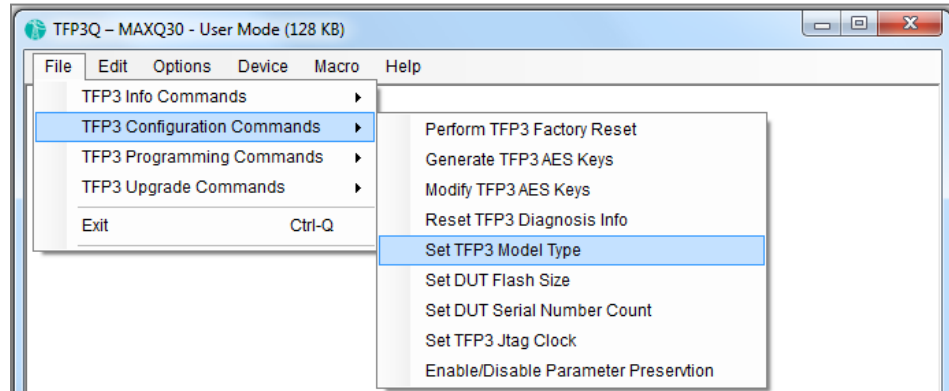 TFP3Q – MAXQ30 - User Mode (128 KB)
File Edit Options Device Macro Help
TFP3 Info Commands
TFP3 Configuration Commands
TFP3 Programming Commands
TFP3 Upgrade Commands
Exit Ctrl-Q
Perform TFP3 Factory Reset
Generate TFP3 AES Keys
Modify TFP3 AES Keys
Reset TFP3 Diagnosis Info
Set TFP3 Model Type
Set DUT Flash Size
Set DUT Serial Number Count
Set TFP3 Jtag Clock
Enable/Disable Parameter Preservtion